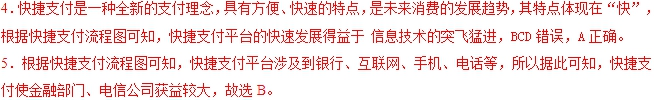 4．快捷支付是一种全新的支付理念，具有方便、快速的特点，是未来消费的发展趋势，其特点体现在“快”，
根据快捷支付流程图可知，快捷支付平台的快速发展得益于 信息技术的突飞猛进，BCD 错误，A 正确。
5．根据快捷支付流程图可知，快捷支付平台涉及到银行、互联网、手机、电话等，所以据此可知，快捷支
付使金融部门、电信公司获益较大，故选 B。